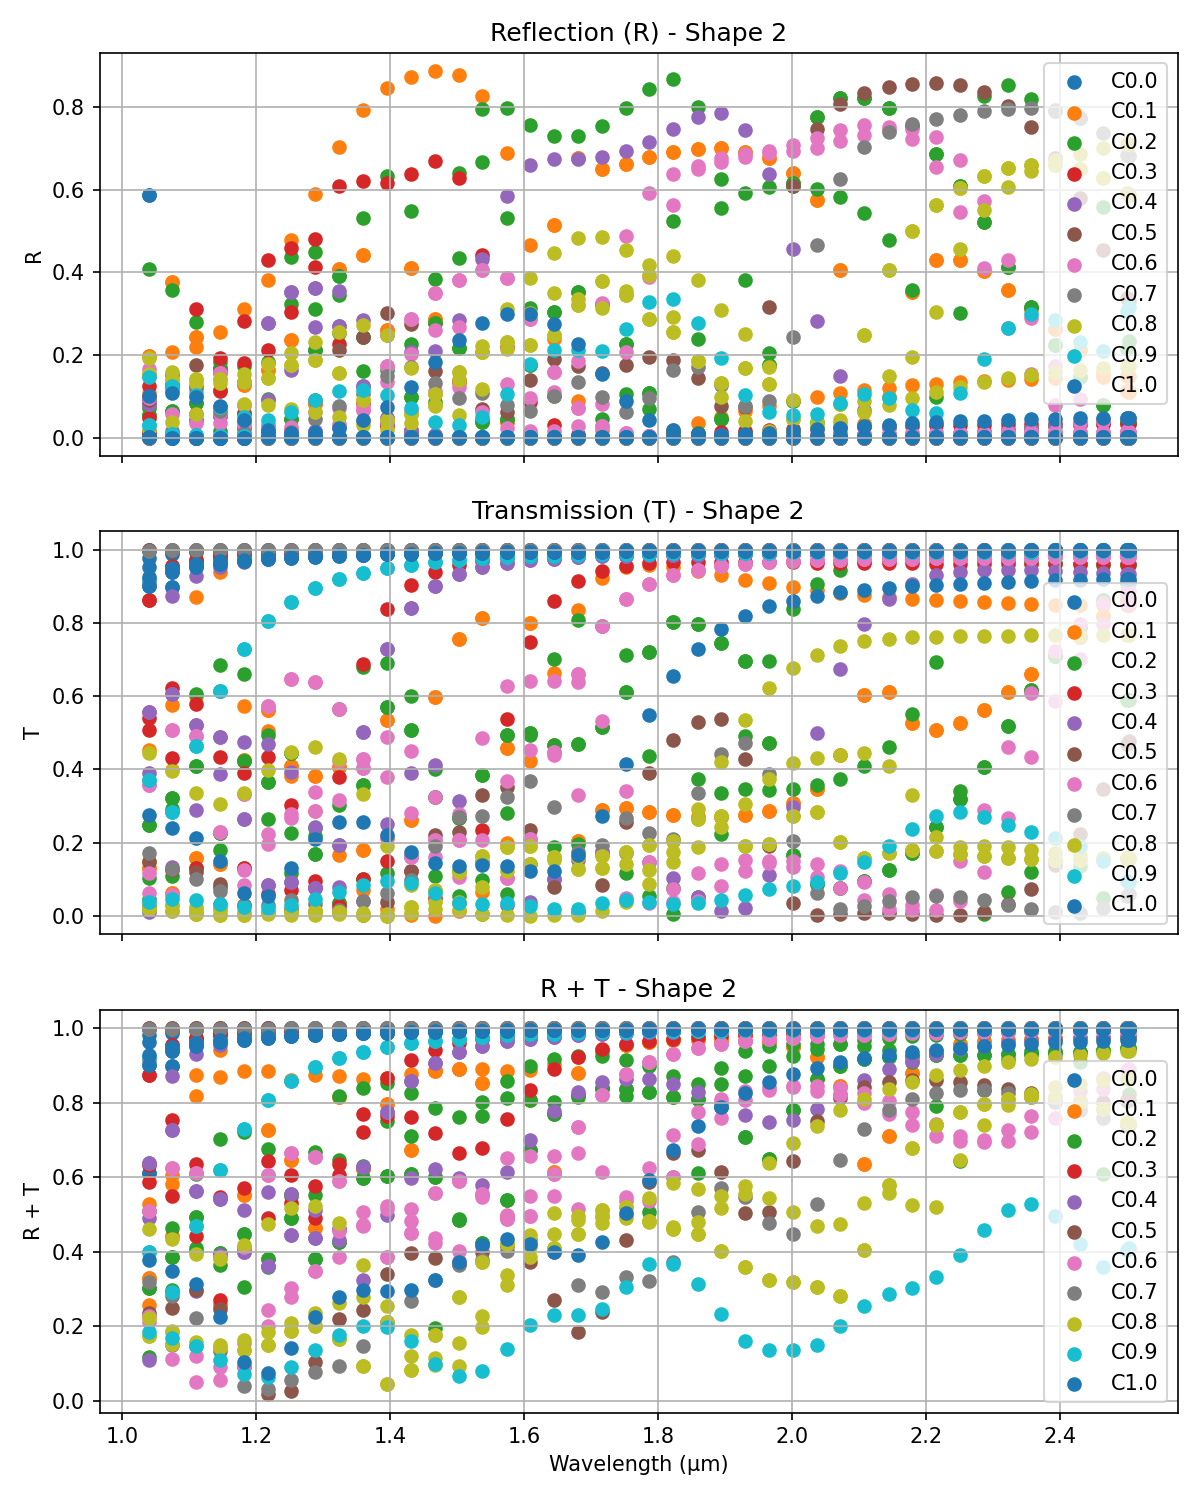 Reflection (R) - Shape 2
0.8
0.6
0.4
0.2
0.0
R
C0.0
C0.1
C0.2
C0.3
C0.4
C0.5
C0.6
C0.7
C0.8
C0.9
C1.0
Transmission (T) - Shape 2
1.0
0.8
0.6
0.4
0.2
0.0
T
C0.0
C0.1
C0.2
C0.3
C0.4
C0.5
C0.6
C0.7
C0.8
C0.9
C1.0
R + T - Shape 2
1.0
0.8
0.6
0.4
0.2
0.0
R + T
C0.0
C0.1
C0.2
C0.3
C0.4
C0.5
C0.6
C0.7
C0.8
C0.9
C1.0
1.0 1.2 1.4 1.6 1.8 2.0 2.2 2.4
Wavelength (μm)